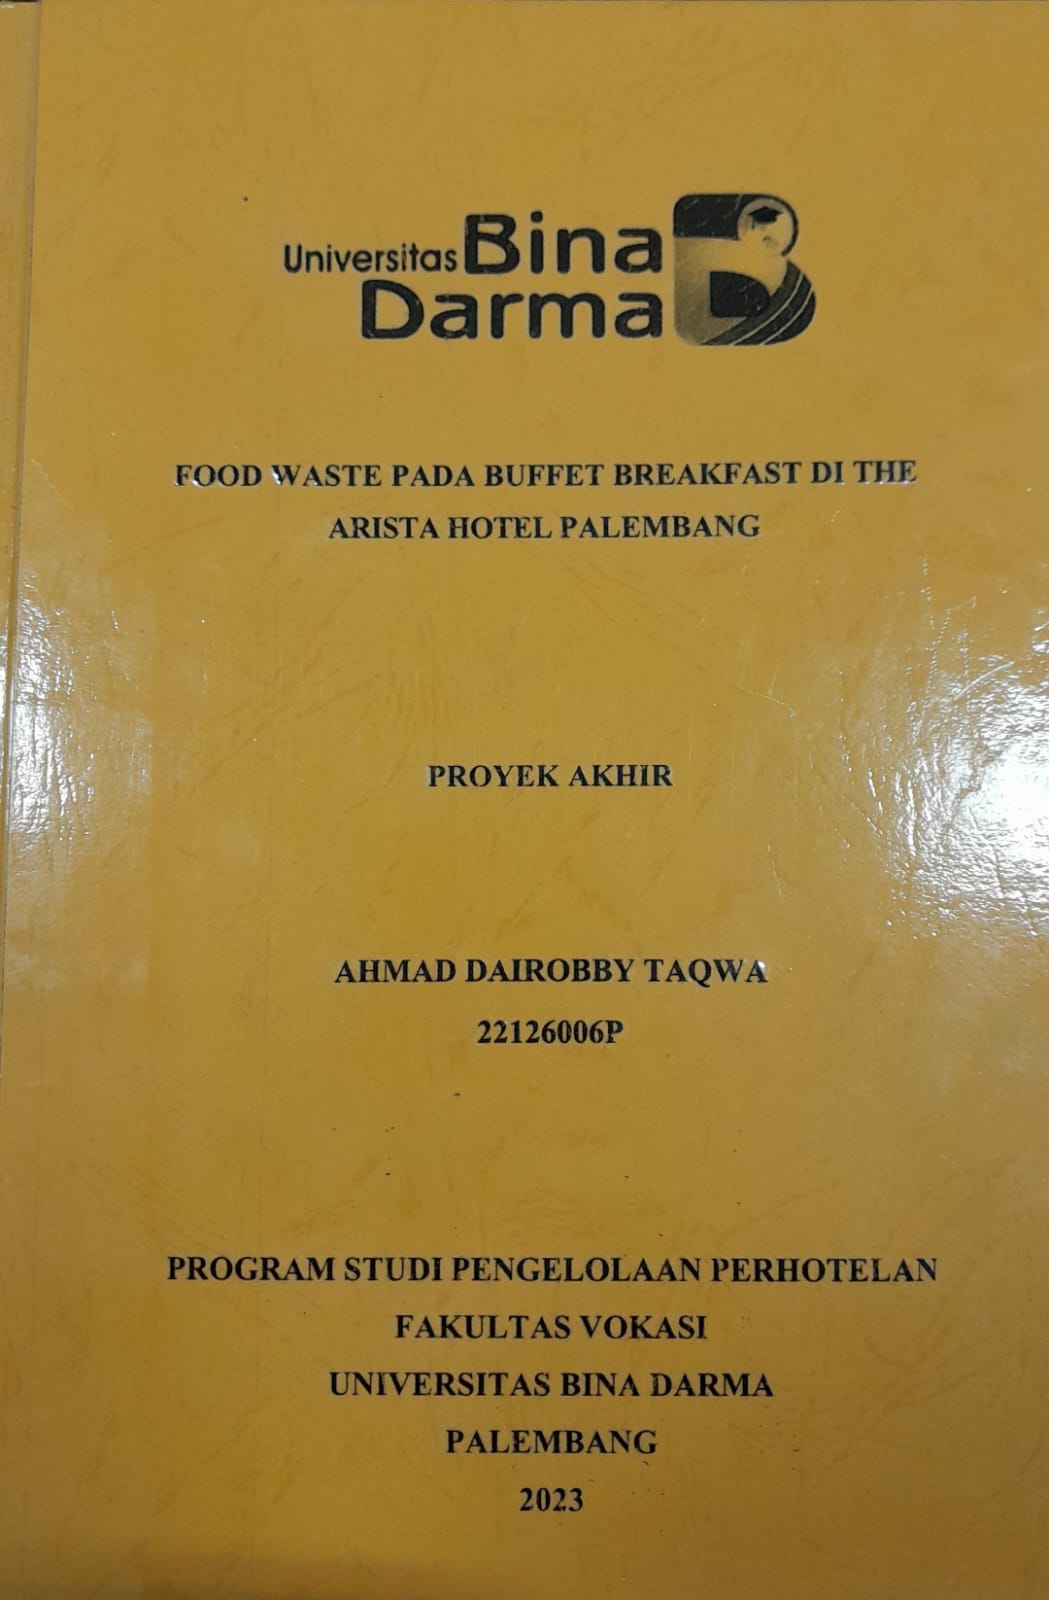 Universitas Bina
Darma
FOOD WASTE PADA BUFFET BREAKFAST DI THE
ARISTA HOTEL PALEMBANG
PROYEK AKHIR
AHMAD DAIROBBY TAQWA
22126006P
PROGRAM STUDI PENGELOLAAN PERHOTELAN
FAKULTAS VOKASI
UNIVERSITAS BINA DARMA
PALEMBANG
2023